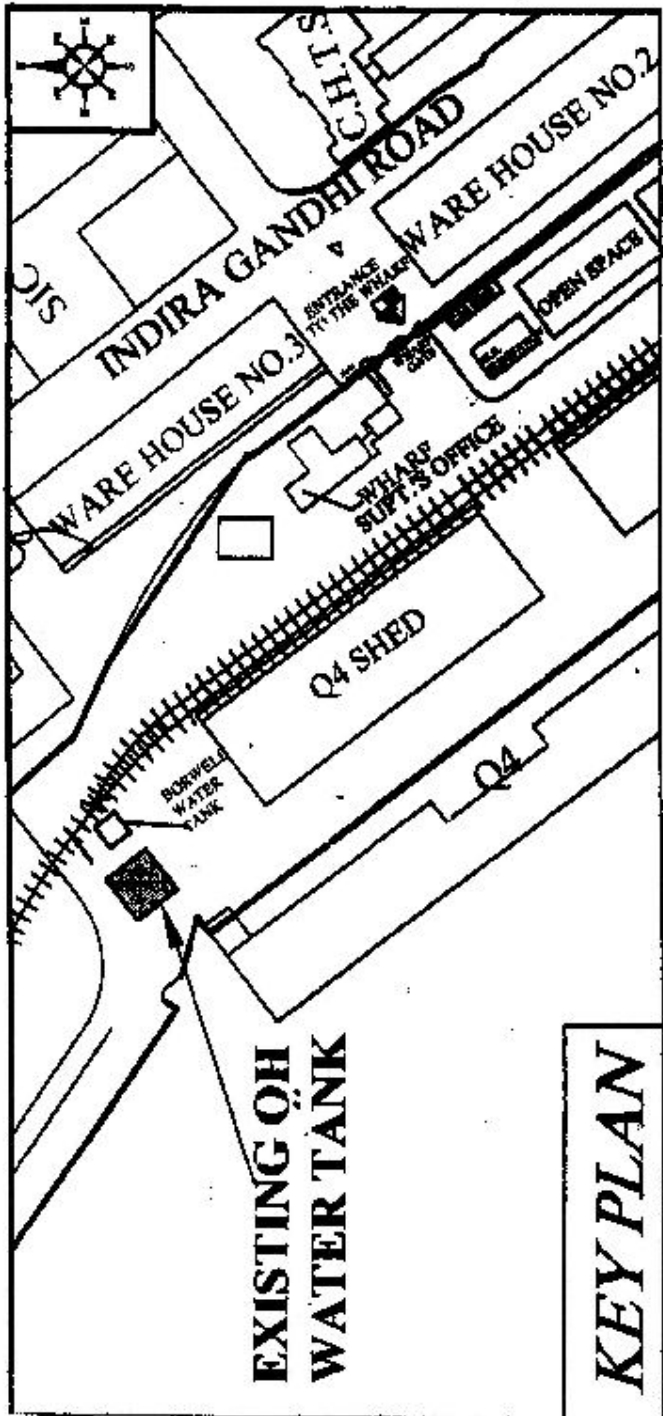 C.H.T.S
SIC
INDIRA GANDHI ROAD
WARE HOUSE NO.2
ENTRANCE
TO THE WHARF
WARE HOUSE NO.3
OPEN SPACE
WHARF
SUPT.'S OFFICE
Q4 SHED
BORWELL
WATER
TANK
Q4
EXISTING OH
WATER TANK
KEY PLAN